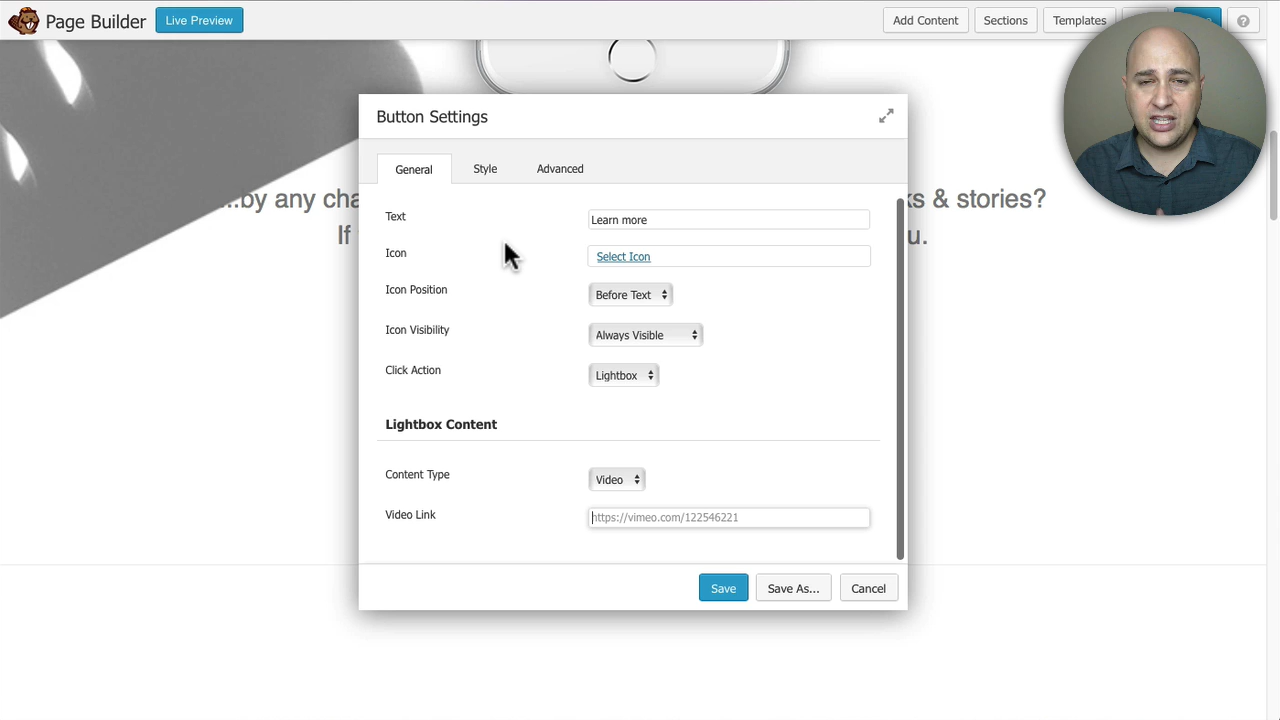 Page Builder
Live Preview
Add Content
Sections
Templates
?
Button Settings
General
Style
Advanced
...by any cha
ks & stories?
If
u.
Text
Learn more
Icon
Select Icon
Icon Position
Before Text
Icon Visibility
Always Visible
Click Action
Lightbox
Lightbox Content
Content Type
Video
Video Link
https://vimeo.com/122546221
Save
Save As...
Cancel